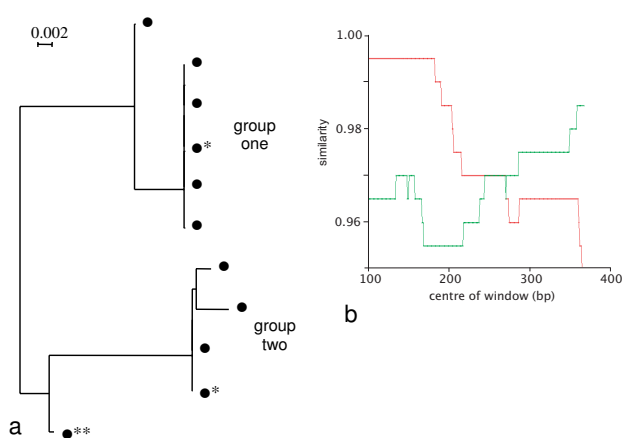 0.002
*
group
one
group
two
*
**
a
1.00
0.98
0.96
similarity
100
200
300
400
centre of window (bp)
b